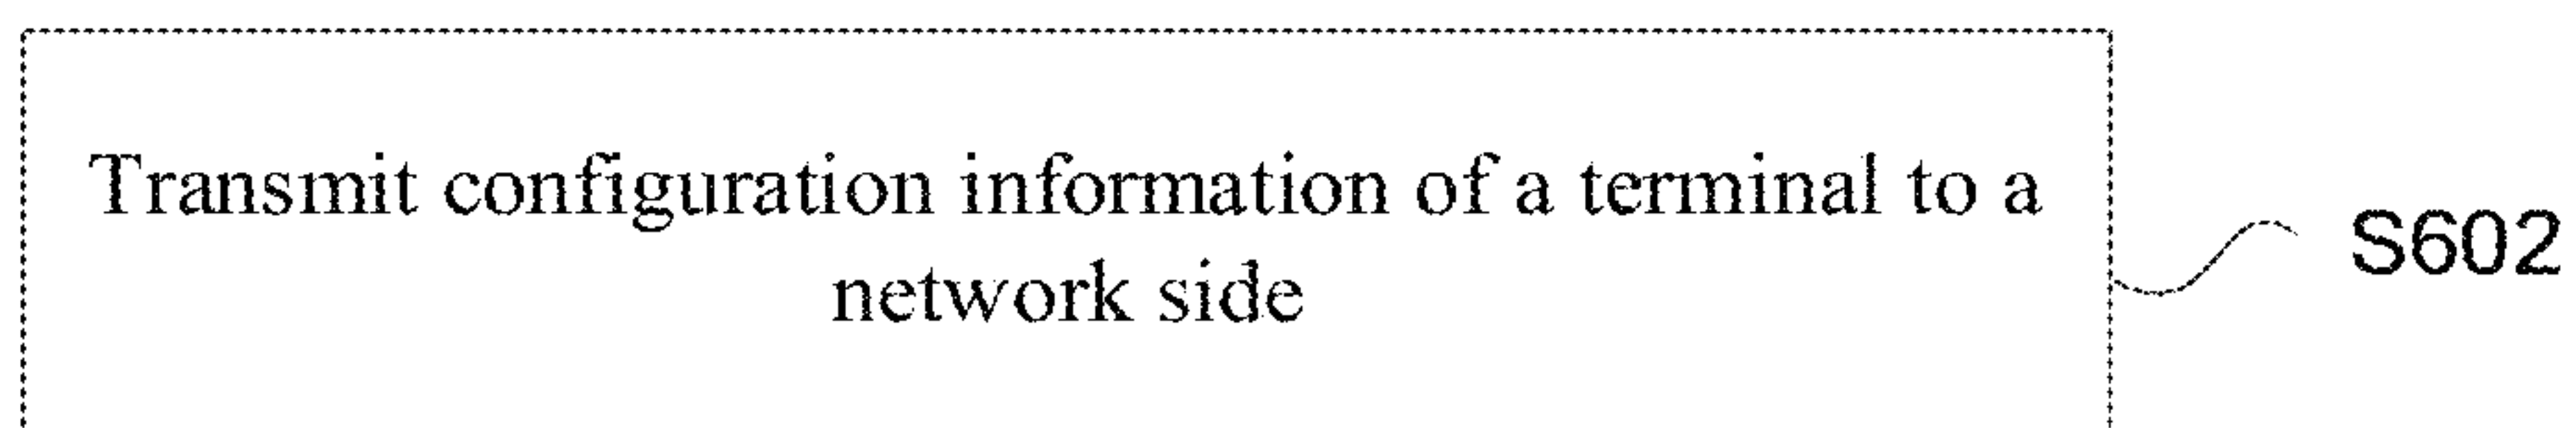 Transmit configuration information of a terminal to a
network side
S602